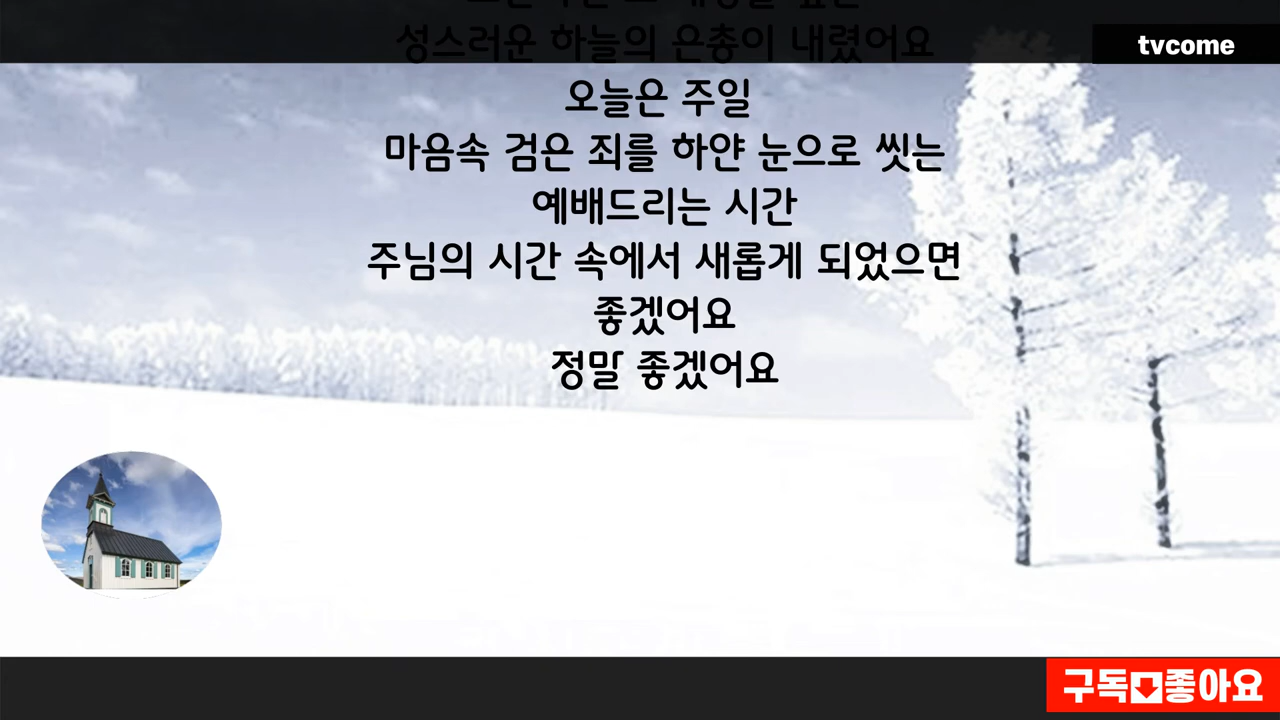 성스러운 하늘의 은총이 내렸어요
tvcome
오늘은 주일
마음속 검은 죄를 하얀 눈으로 씻는
예배드리는 시간
주님의 시간 속에서 새롭게 되었으면
좋겠어요
정말 좋겠어요
구독 좋아요